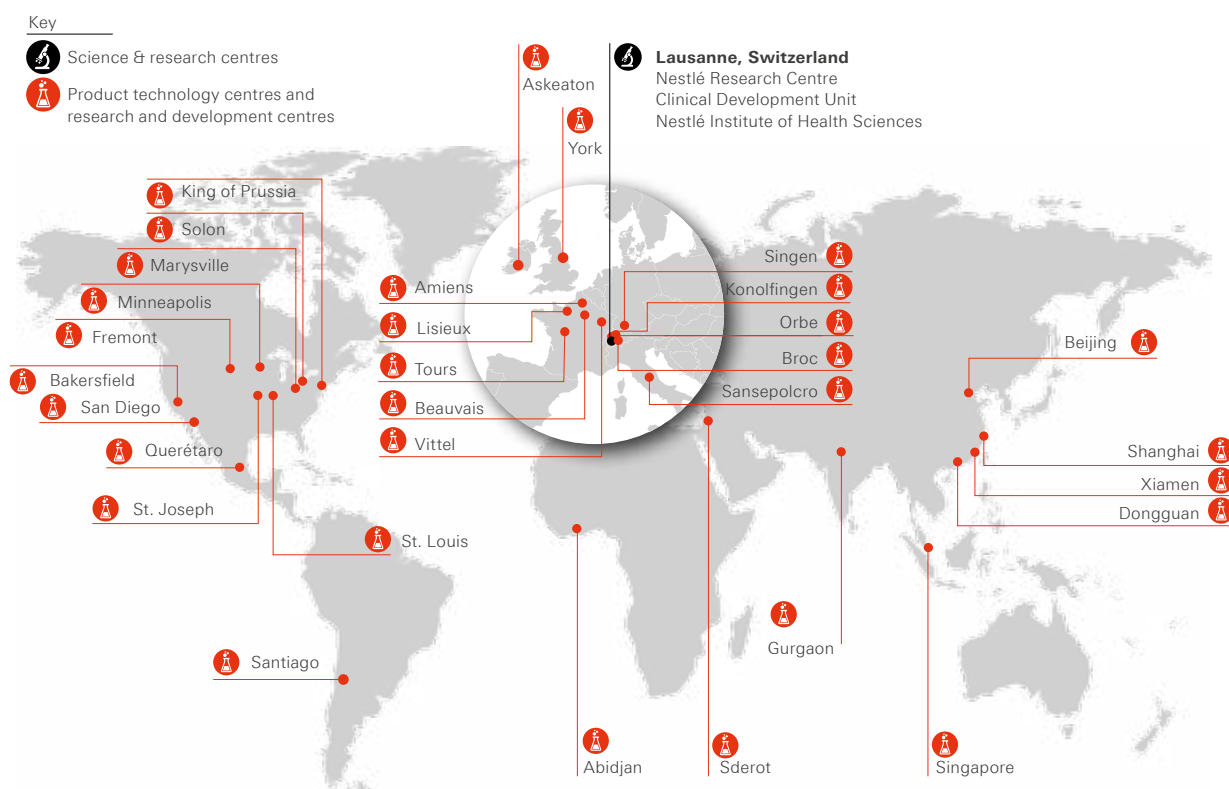 Key
Science & research centres
Product technology centres and
research and development centres
Askeaton
York
Lausanne, Switzerland
Nestlé Research Centre
Clinical Development Unit
Nestlé Institute of Health Sciences
King of Prussia
Solon
Marysville
Minneapolis
Fremont
Bakersfield
San Diego
Querétaro
St. Joseph
St. Louis
Santiago
Amiens
Lisieux
Tours
Beauvais
Vittel
Singen
Konolfingen
Orbe
Broc
Sansepolcro
Beijing
Shanghai
Xiamen
Dongguan
Gurgaon
Abidjan
Sderot
Singapore